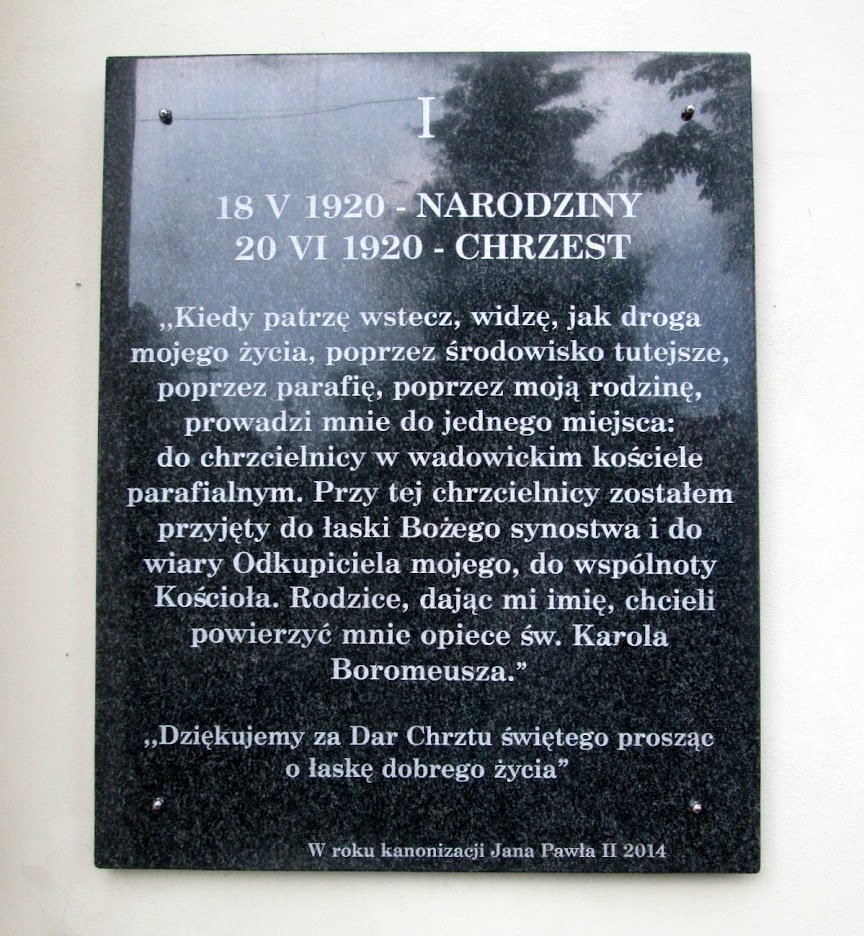 I
18 V 1920 - NARODZINY
20 VI 1920 - CHRZEST
,,Kiedy patrzę wstecz, widzę, jak droga
mojego życia, poprzez środowisko tutejsze,
poprzez parafię, poprzez moją rodzinę,
prowadzi mnie do jednego miejsca:
do chrzcielnicy w wadowickim kościele
parafialnym. Przy tej chrzcielnicy zostałem
przyjęty do łaski Bożego synostwa i do
wiary Odkupiciela mojego, do wspólnoty
Kościoła. Rodzice, dając mi imię, chcieli
powierzyć mnie opiece św. Karola
Boromeusza.”
,,Dziękujemy za Dar Chrztu świętego prosząc
o łaskę dobrego życia”
W roku kanonizacji Jana Pawła II 2014